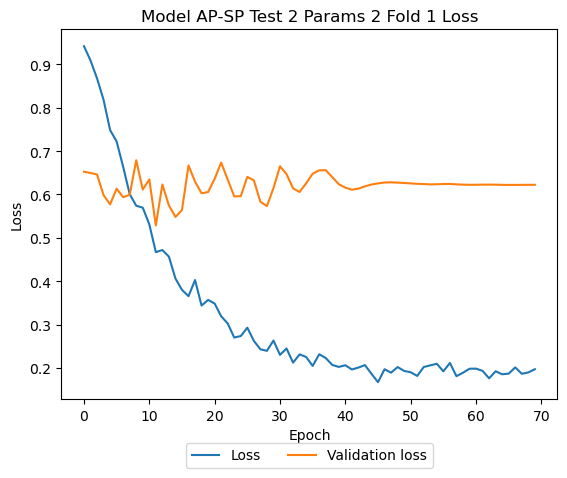 Model AP-SP Test 2 Params 2 Fold 1 Loss
0.9
0.8
0.7
0.6
0.5
0.4
0.3
0.2
Loss
0 10 20 30 40 50 60 70
Epoch
Loss Validation loss